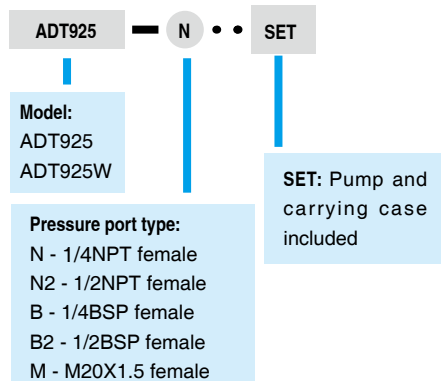 ADT925 — N • • SET
Model:
ADT925
ADT925W
SET: Pump and
carrying case
included
Pressure port type:
N - 1/4NPT female
N2 - 1/2NPT female
B - 1/4BSP female
B2 - 1/2BSP female
M - M20X1.5 female